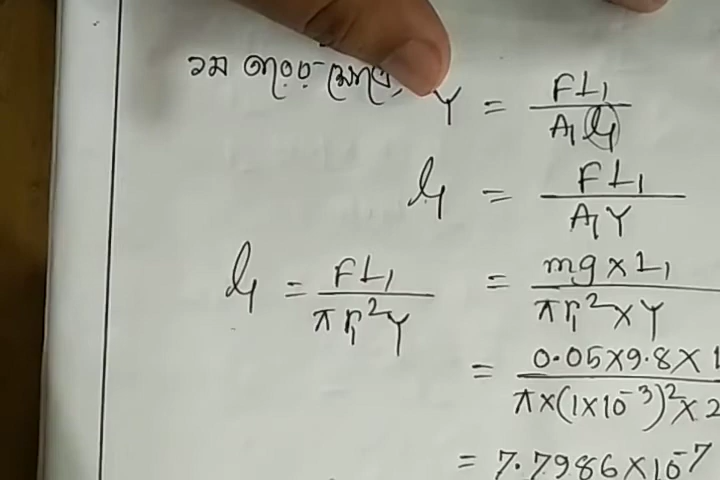 ১ম তারের ক্ষেত্রে, Y = FL₁ / A₁l₁
l₁ = FL₁ / A₁Y
l₁ = FL₁ / πr₁²Y = mg×L₁ / πr₁²×Y
= 0.05×9.8×1 / π×(1×10⁻³)²×2
= 7.7986×10⁻⁷